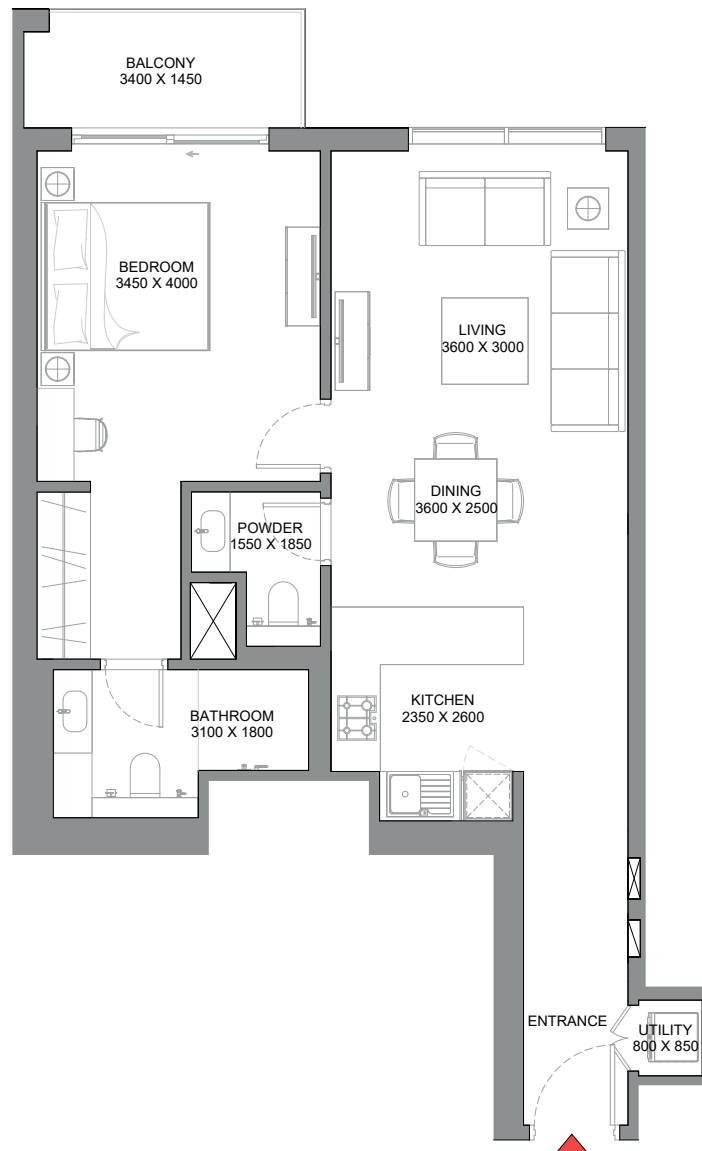 BALCONY
3400 X 1450
BEDROOM
3450 X 4000
LIVING
3600 X 3000
DINING
3600 X 2500
POWDER
1550 X 1850
KITCHEN
2350 X 2600
BATHROOM
3100 X 1800
ENTRANCE
UTILITY
800 X 850